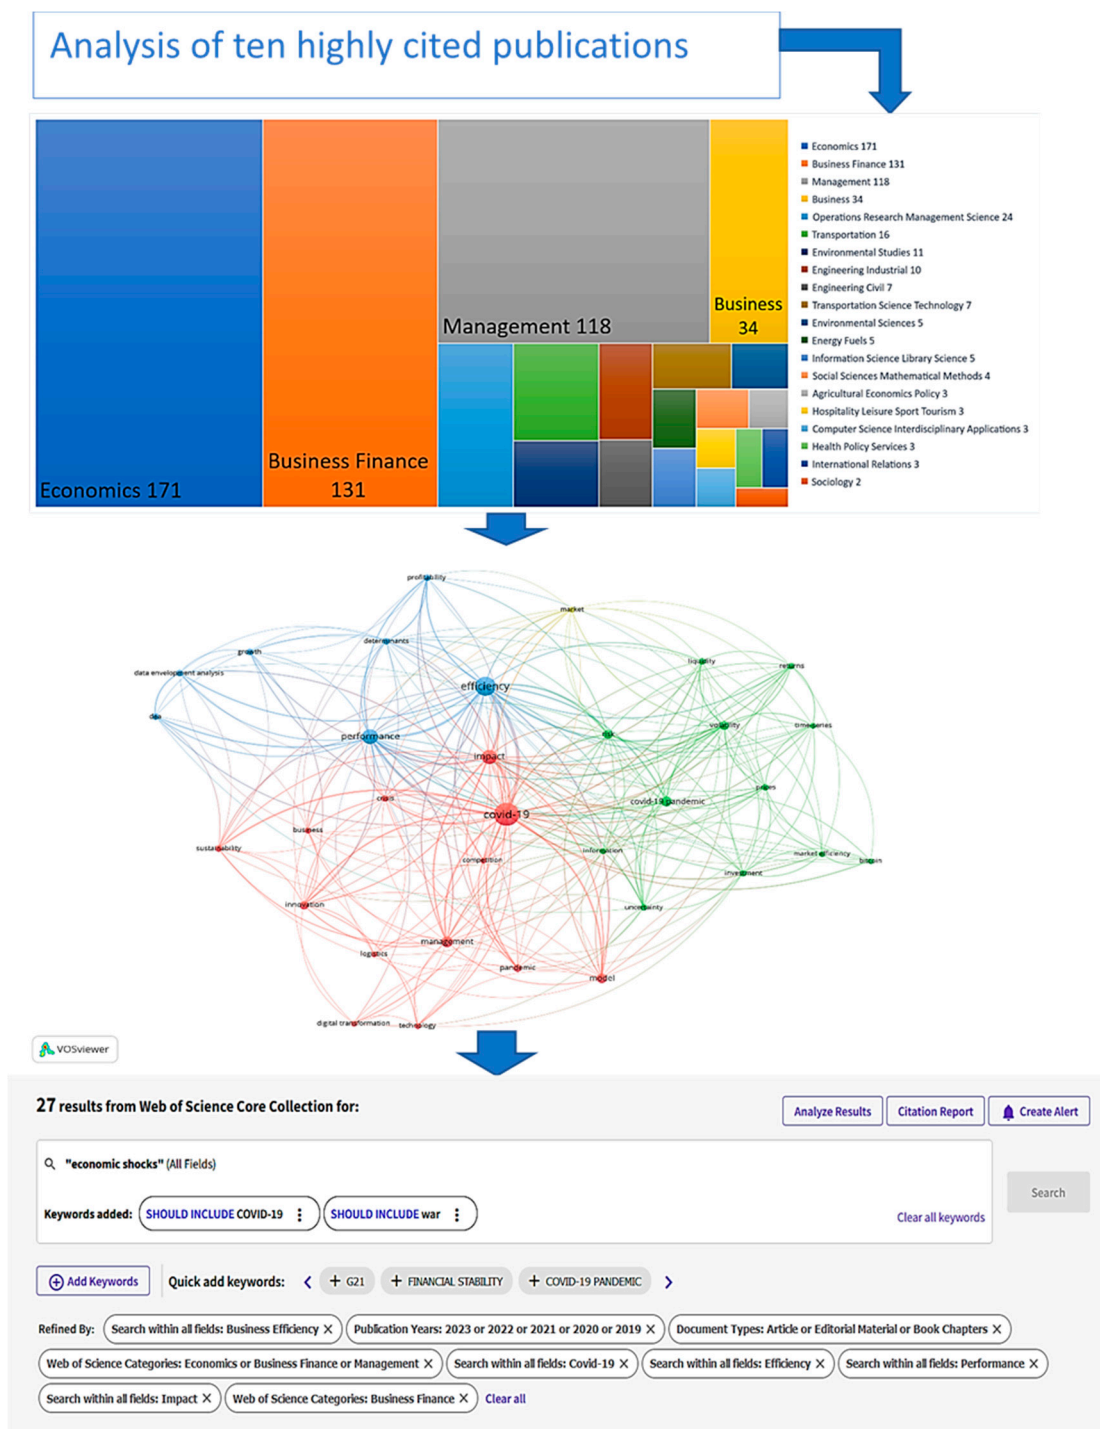 Analysis of ten highly cited publications
Economics 171
Business Finance
131
Management 118
Business
34
Economics 171
Business Finance 131
Management 118
Business 34
Operations Research Management Science 24
Transportation 16
Environmental Studies 11
Engineering Industrial 10
Engineering Civil 7
Transportation Science Technology 7
Environmental Sciences 5
Energy Fuels 5
Information Science Library Science 5
Social Sciences Mathematical Methods 4
Agricultural Economics Policy 3
Hospitality Leisure Sport Tourism 3
Computer Science Interdisciplinary Applications 3
Health Policy Services 3
International Relations 3
Sociology 2
profitability
market
determinants
growth
liquidity
returns
data envelopment analysis
efficiency
dea
volatility
time-series
risk
performance
impact
prices
crisis
covid-19 pandemic
covid-19
business
sustainability
information
market efficiency
competition
bitcoin
investment
innovation
uncertainty
management
logistics
pandemic
model
digital transformation
technology
VOSviewer
27 results from Web of Science Core Collection for:
Analyze Results
Citation Report
Create Alert
"economic shocks" (All Fields)
Search
Keywords added: SHOULD INCLUDE COVID-19 SHOULD INCLUDE war
Clear all keywords
Add Keywords Quick add keywords: < + G21 + FINANCIAL STABILITY + COVID-19 PANDEMIC >
Refined By: Search within all fields: Business Efficiency × Publication Years: 2023 or 2022 or 2021 or 2020 or 2019 × Document Types: Article or Editorial Material or Book Chapters ×
Web of Science Categories: Economics or Business Finance or Management × Search within all fields: Covid-19 × Search within all fields: Efficiency × Search within all fields: Performance ×
Search within all fields: Impact × Web of Science Categories: Business Finance × Clear all